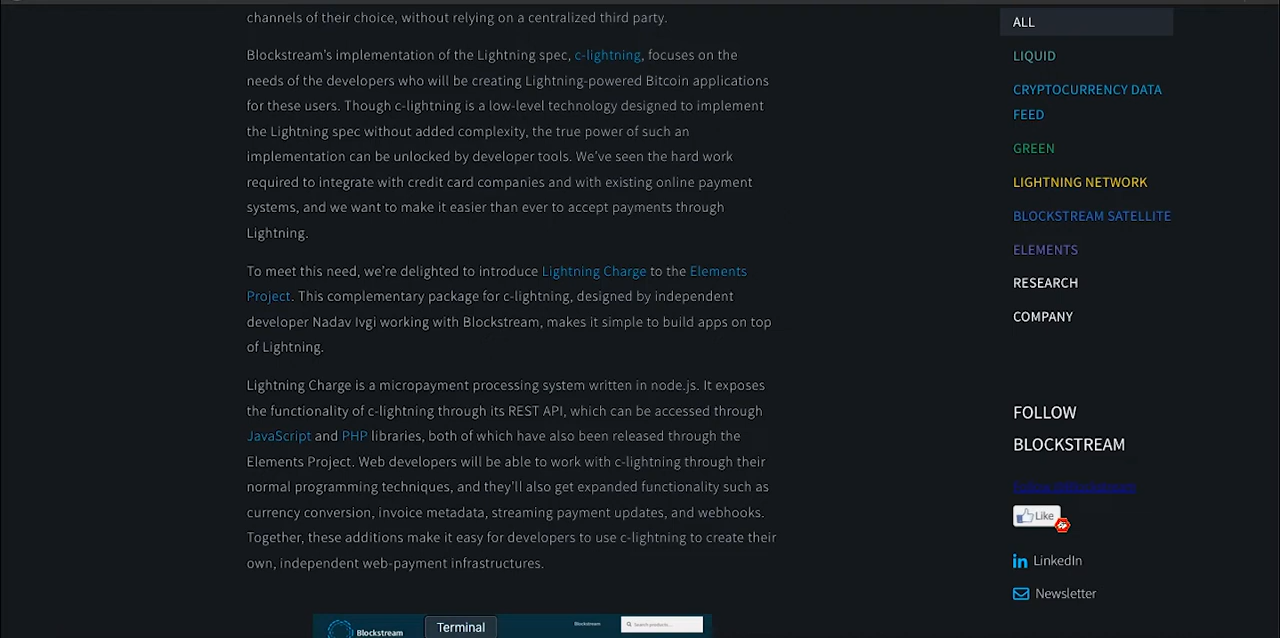 channels of their choice, without relying on a centralized third party.
Blockstream's implementation of the Lightning spec, c-lightning, focuses on the
needs of the developers who will be creating Lightning-powered Bitcoin applications
for these users. Though c-lightning is a low-level technology designed to implement
the Lightning spec without added complexity, the true power of such an
implementation can be unlocked by developer tools. We've seen the hard work
required to integrate with credit card companies and with existing online payment
systems, and we want to make it easier than ever to accept payments through
Lightning.
To meet this need, we're delighted to introduce Lightning Charge to the Elements
Project. This complementary package for c-lightning, designed by independent
developer Nadav Ivgi working with Blockstream, makes it simple to build apps on top
of Lightning.
Lightning Charge is a micropayment processing system written in node.js. It exposes
the functionality of c-lightning through its REST API, which can be accessed through
JavaScript and PHP libraries, both of which have also been released through the
Elements Project. Web developers will be able to work with c-lightning through their
normal programming techniques, and they'll also get expanded functionality such as
currency conversion, invoice metadata, streaming payment updates, and webhooks.
Together, these additions make it easy for developers to use c-lightning to create their
own, independent web-payment infrastructures.
Blockstream
Terminal
Blockstream
Search products...
ALL
LIQUID
CRYPTOCURRENCY DATA
FEED
GREEN
LIGHTNING NETWORK
BLOCKSTREAM SATELLITE
ELEMENTS
RESEARCH
COMPANY
FOLLOW
BLOCKSTREAM
Follow @Blockstream
Like
LinkedIn
Newsletter